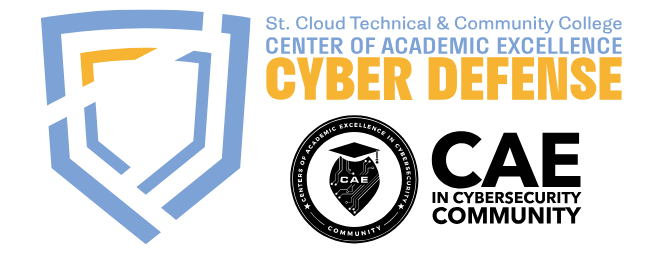 St. Cloud Technical & Community College
CENTER OF ACADEMIC EXCELLENCE
CYBER DEFENSE
CENTERS OF ACADEMIC EXCELLENCE IN CYBERSECURITY
CAE
COMMUNITY
CAE
IN CYBERSECURITY
COMMUNITY